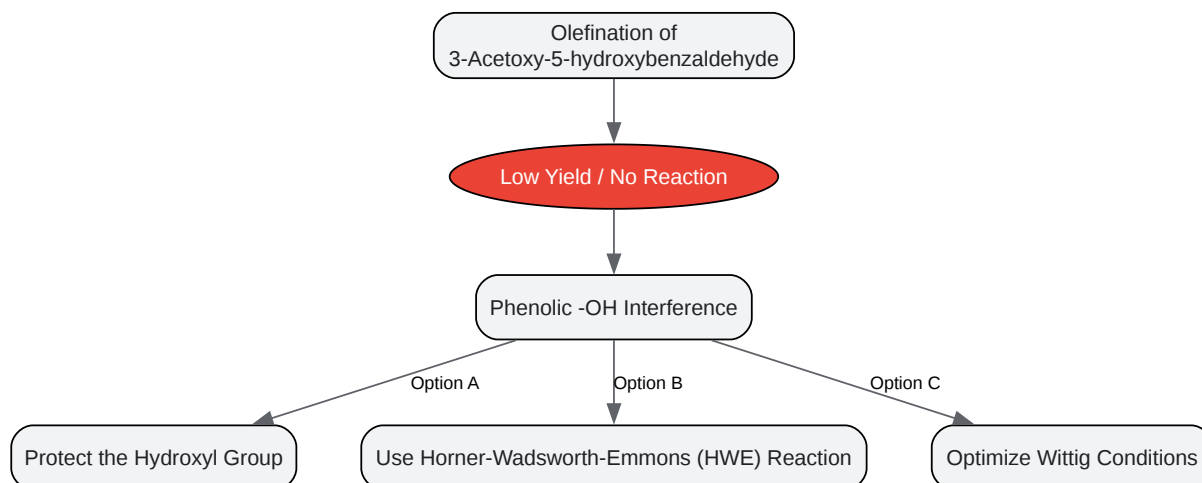 Olefination of
3-Acetoxy-5-hydroxybenzaldehyde
Low Yield / No Reaction
Phenolic -OH Interference
Option A
Option B
Option C
Protect the Hydroxyl Group
Use Horner-Wadsworth-Emmons (HWE) Reaction
Optimize Wittig Conditions